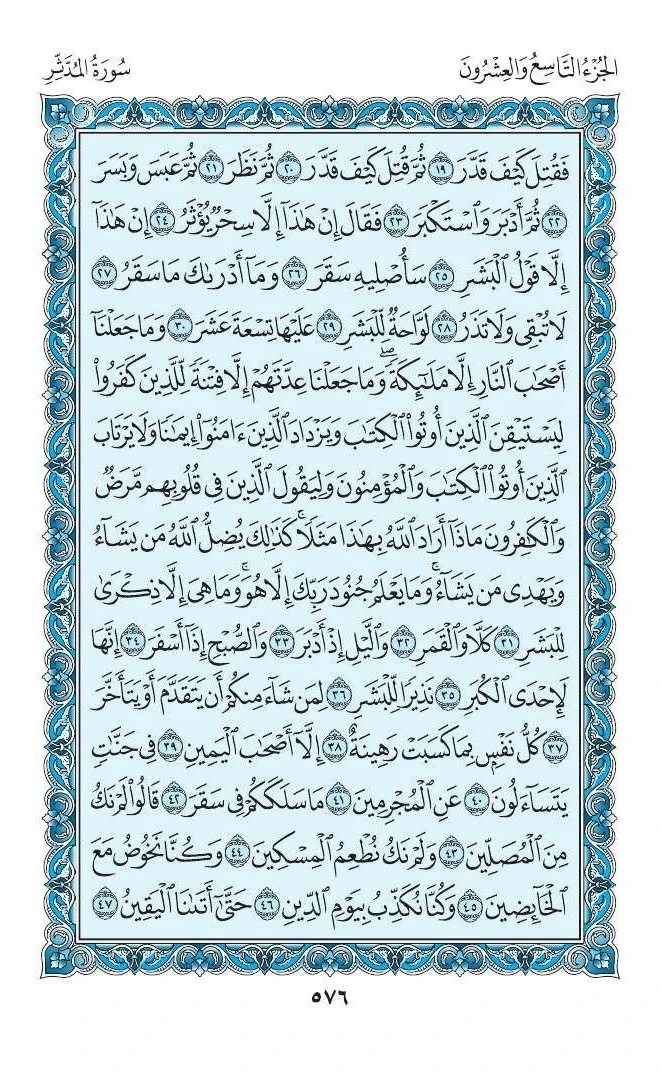 الجُزْءُ التَّاسِعُ وَالعِشْرُونَ
سُورَةُ المُدَّثِّر
فَقُتِلَ كَيْفَ قَدَّرَ ١٩ ثُمَّ قُتِلَ كَيْفَ قَدَّرَ ٢٠ ثُمَّ نَظَرَ ٢١ ثُمَّ عَبَسَ وَبَسَرَ
٢٢ ثُمَّ أَدْبَرَ وَٱسْتَكْبَرَ ٢٣ فَقَالَ إِنْ هَٰذَآ إِلَّا سِحْرٌ يُؤْثَرُ ٢٤ إِنْ هَٰذَآ
إِلَّا قَوْلُ ٱلْبَشَرِ ٢٥ سَأُصْلِيهِ سَقَرَ ٢٦ وَمَآ أَدْرَىٰكَ مَا سَقَرُ ٢٧
لَا تُبْقِى وَلَا تَذَرُ ٢٨ لَوَّاحَةٌ لِّلْبَشَرِ ٢٩ عَلَيْهَا تِسْعَةَ عَشَرَ ٣٠ وَمَا جَعَلْنَآ
أَصْحَٰبَ ٱلنَّارِ إِلَّا مَلَٰٓئِكَةً ۖ وَمَا جَعَلْنَا عِدَّتَهُمْ إِلَّا فِتْنَةً لِّلَّذِينَ كَفَرُوا۟
لِيَسْتَيْقِنَ ٱلَّذِينَ أُوتُوا۟ ٱلْكِتَٰبَ وَيَزْدَادَ ٱلَّذِينَ ءَامَنُوٓا۟ إِيمَٰنًا وَلَا يَرْتَابَ
ٱلَّذِينَ أُوتُوا۟ ٱلْكِتَٰبَ وَٱلْمُؤْمِنُونَ وَلِيَقُولَ ٱلَّذِينَ فِى قُلُوبِهِم مَّرَضٌ
وَٱلْكَٰفِرُونَ مَاذَآ أَرَادَ ٱللَّهُ بِهَٰذَا مَثَلًا ۚ كَذَٰلِكَ يُضِلُّ ٱللَّهُ مَن يَشَآءُ
وَيَهْدِى مَن يَشَآءُ ۚ وَمَا يَعْلَمُ جُنُودَ رَبِّكَ إِلَّا هُوَ ۚ وَمَا هِىَ إِلَّا ذِكْرَىٰ
لِلْبَشَرِ ٣١ كَلَّا وَٱلْقَمَرِ ٣٢ وَٱلَّيْلِ إِذْ أَدْبَرَ ٣٣ وَٱلصُّبْحِ إِذَآ أَسْفَرَ ٣٤ إِنَّهَا
لَإِحْدَى ٱلْكُبَرِ ٣٥ نَذِيرًا لِّلْبَشَرِ ٣٦ لِمَن شَآءَ مِنكُمْ أَن يَتَقَدَّمَ أَوْ يَتَأَخَّرَ
٣٧ كُلُّ نَفْسٍۭ بِمَا كَسَبَتْ رَهِينَةٌ ٣٨ إِلَّآ أَصْحَٰبَ ٱلْيَمِينِ ٣٩ فِى جَنَّٰتٍ
يَتَسَآءَلُونَ ٤٠ عَنِ ٱلْمُجْرِمِينَ ٤١ مَا سَلَكَكُمْ فِى سَقَرَ ٤٢ قَالُوا۟ لَمْ نَكُ
مِنَ ٱلْمُصَلِّينَ ٤٣ وَلَمْ نَكُ نُطْعِمُ ٱلْمِسْكِينَ ٤٤ وَكُنَّا نَخُوضُ مَعَ
ٱلْخَآئِضِينَ ٤٥ وَكُنَّا نُكَذِّبُ بِيَوْمِ ٱلدِّينِ ٤٦ حَتَّىٰٓ أَتَىٰنَا ٱلْيَقِينُ ٤٧
٥٧٦